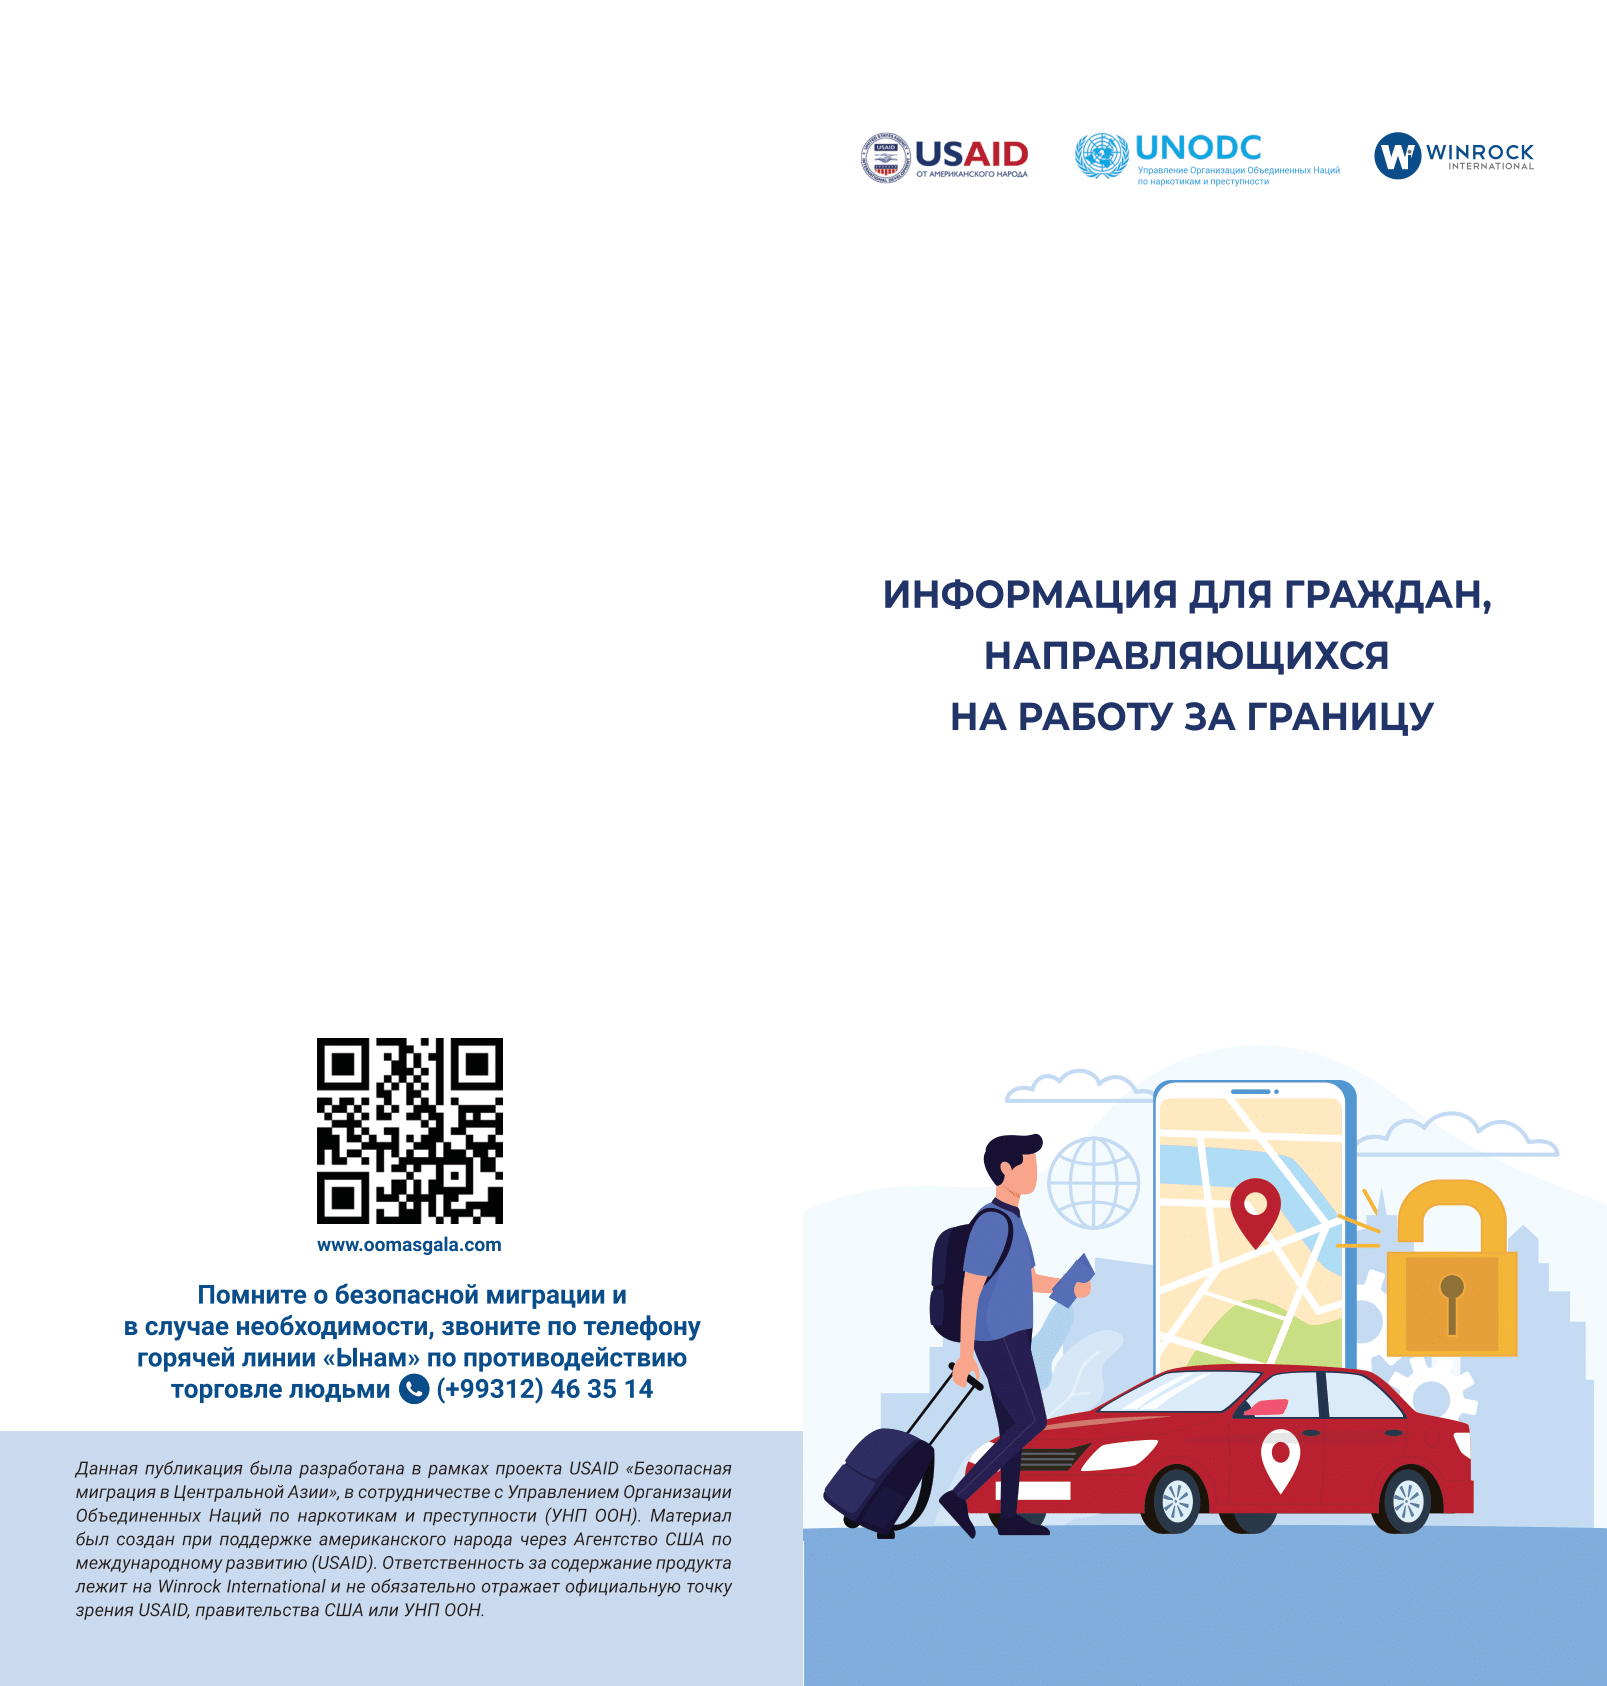 USAID
ОТ АМЕРИКАНСКОГО НАРОДА
UNODC
Управление Организации Объединенных Наций
по наркотикам и преступности
W
WINROCK
INTERNATIONAL
ИНФОРМАЦИЯ ДЛЯ ГРАЖДАН,
НАПРАВЛЯЮЩИХСЯ
НА РАБОТУ ЗА ГРАНИЦУ
www.oomasgala.com
Помните о безопасной миграции и
в случае необходимости, звоните по телефону
горячей линии «Ынам» по противодействию
торговле людьми (+99312) 46 35 14
Данная публикация была разработана в рамках проекта USAID «Безопасная
миграция в Центральной Азии», в сотрудничестве с Управлением Организации
Объединенных Наций по наркотикам и преступности (УНП ООН). Материал
был создан при поддержке американского народа через Агентство США по
международному развитию (USAID). Ответственность за содержание продукта
лежит на Winrock International и не обязательно отражает официальную точку
зрения USAID, правительства США или УНП ООН.